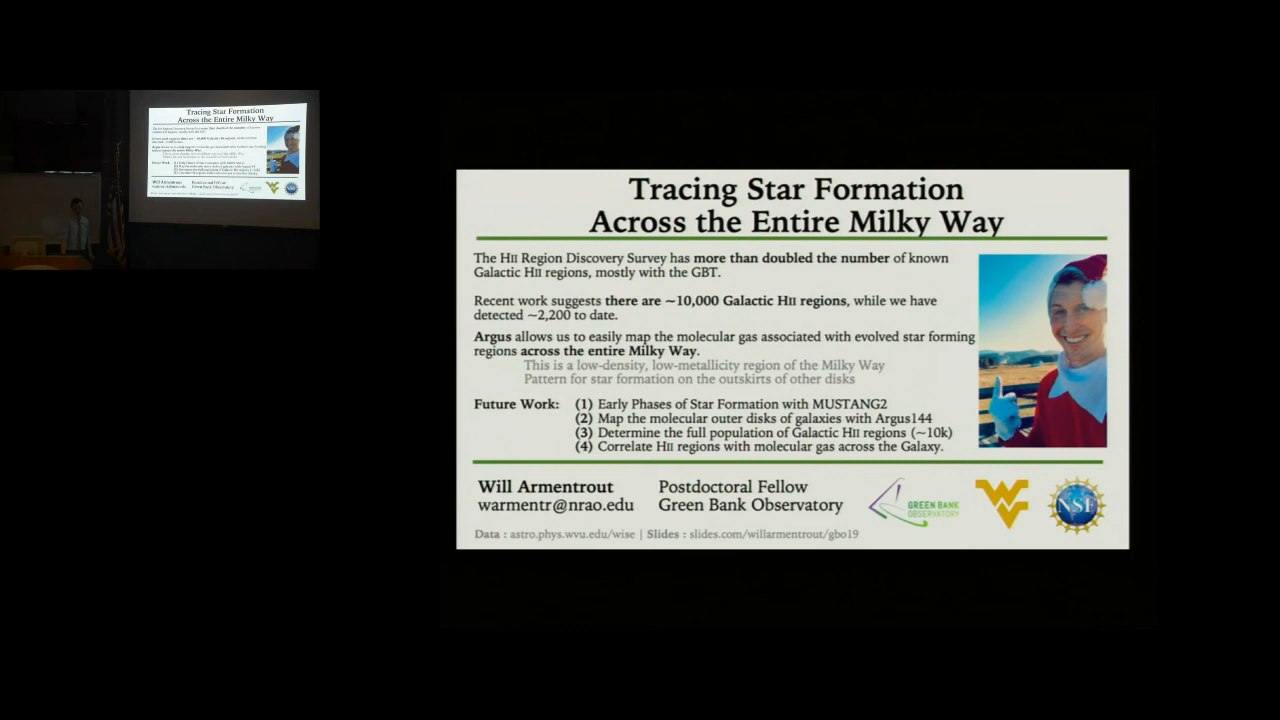 Tracing Star Formation
Across the Entire Milky Way
The HII Region Discovery Survey has more than doubled the number of known
Galactic HII regions, mostly with the GBT.
Recent work suggests there are ~10,000 Galactic HII regions, while we have
detected ~2,200 to date.
Argus allows us to easily map the molecular gas associated with evolved star forming
regions across the entire Milky Way.
This is a low-density, low-metallicity region of the Milky Way
Pattern for star formation on the outskirts of other disks
Future Work: (1) Early Phases of Star Formation with MUSTANG2
(2) Map the molecular outer disks of galaxies with Argus144
(3) Determine the full population of Galactic HII regions (~10k)
(4) Correlate HII regions with molecular gas across the Galaxy.
Will Armentrout Postdoctoral Fellow
warmentr@nrao.edu Green Bank Observatory
GREEN BANK
OBSERVATORY
WV
NSF
Data : astro.phys.wvu.edu/wise | Slides : slides.com/willarmentrout/gbo19
Tracing Star Formation
Across the Entire Milky Way